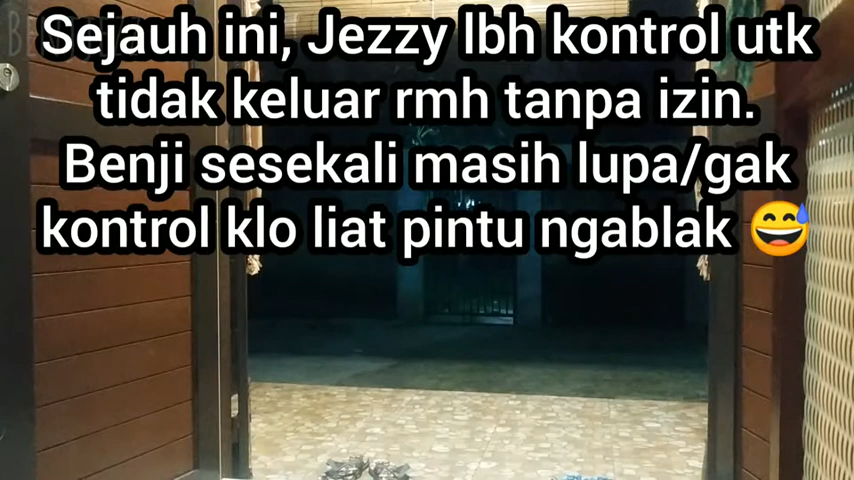 Sejauh ini, Jezzy lbh kontrol utk
tidak keluar rmh tanpa izin.
Benji sesekali masih lupa/gak
kontrol klo liat pintu ngablak 😅